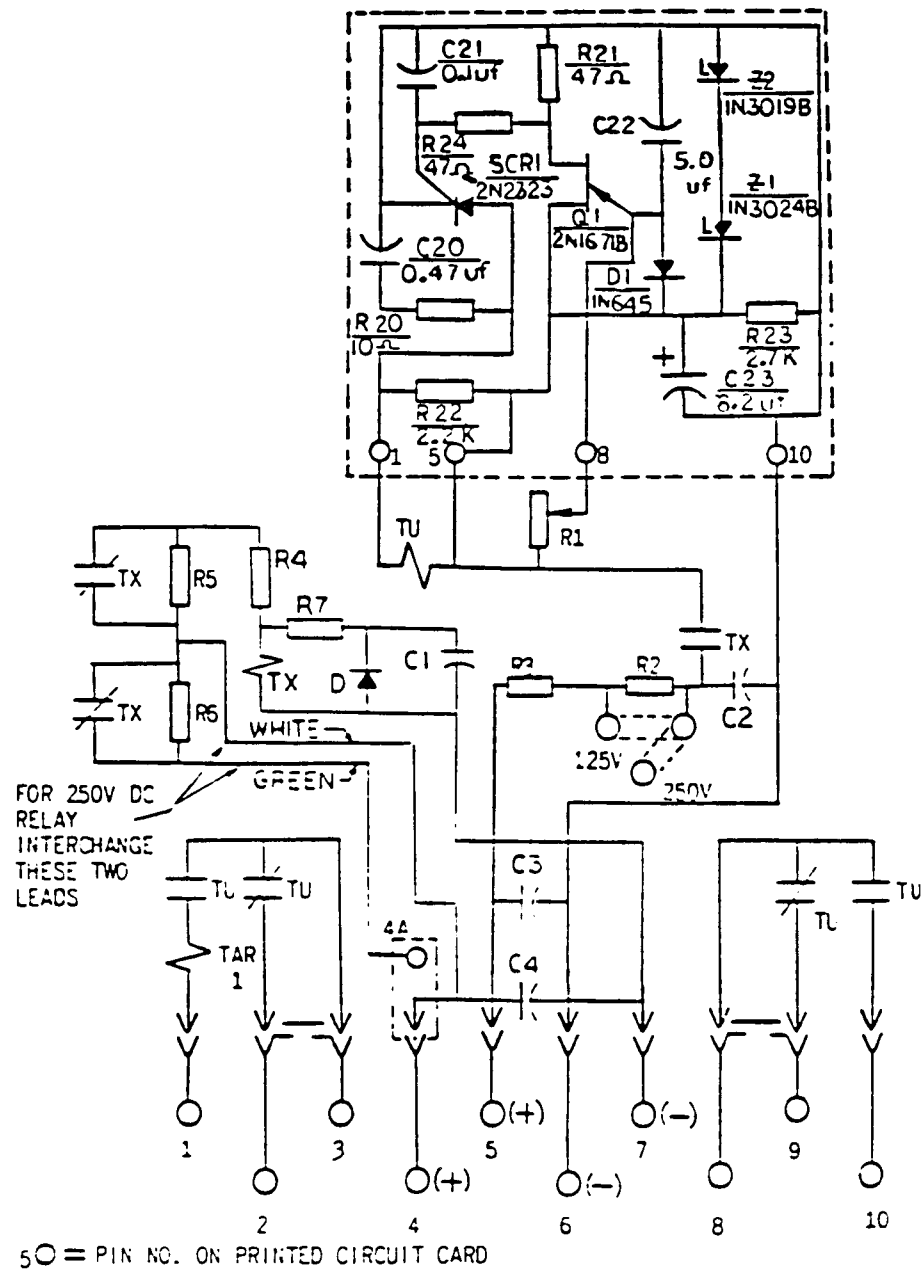 C21
0.1uf
R21
47Ω
Z2
1N3019B
C22
5.0
uf
R24
47Ω
SCR1
2N2323
Z1
1N3024B
Q1
2N1671B
C20
0.47uf
D1
1N645
R20
10Ω
R23
2.7K
+
C23
R22
2.2K
1
5
8
10
TU
R1
TX
R5
R4
R7
TX
D
C1
TX
R3
R2
C2
TX
R6
WHITE
GREEN
125V
250V
FOR 250V DC
RELAY
INTERCHANGE
THESE TWO
LEADS
TU
TU
TAR
1
4A
C3
C4
TU
TU
1
3
5
(+)
7
(-)
9
2
4
(+)
6
(-)
8
10
5 O = PIN NO. ON PRINTED CIRCUIT CARD